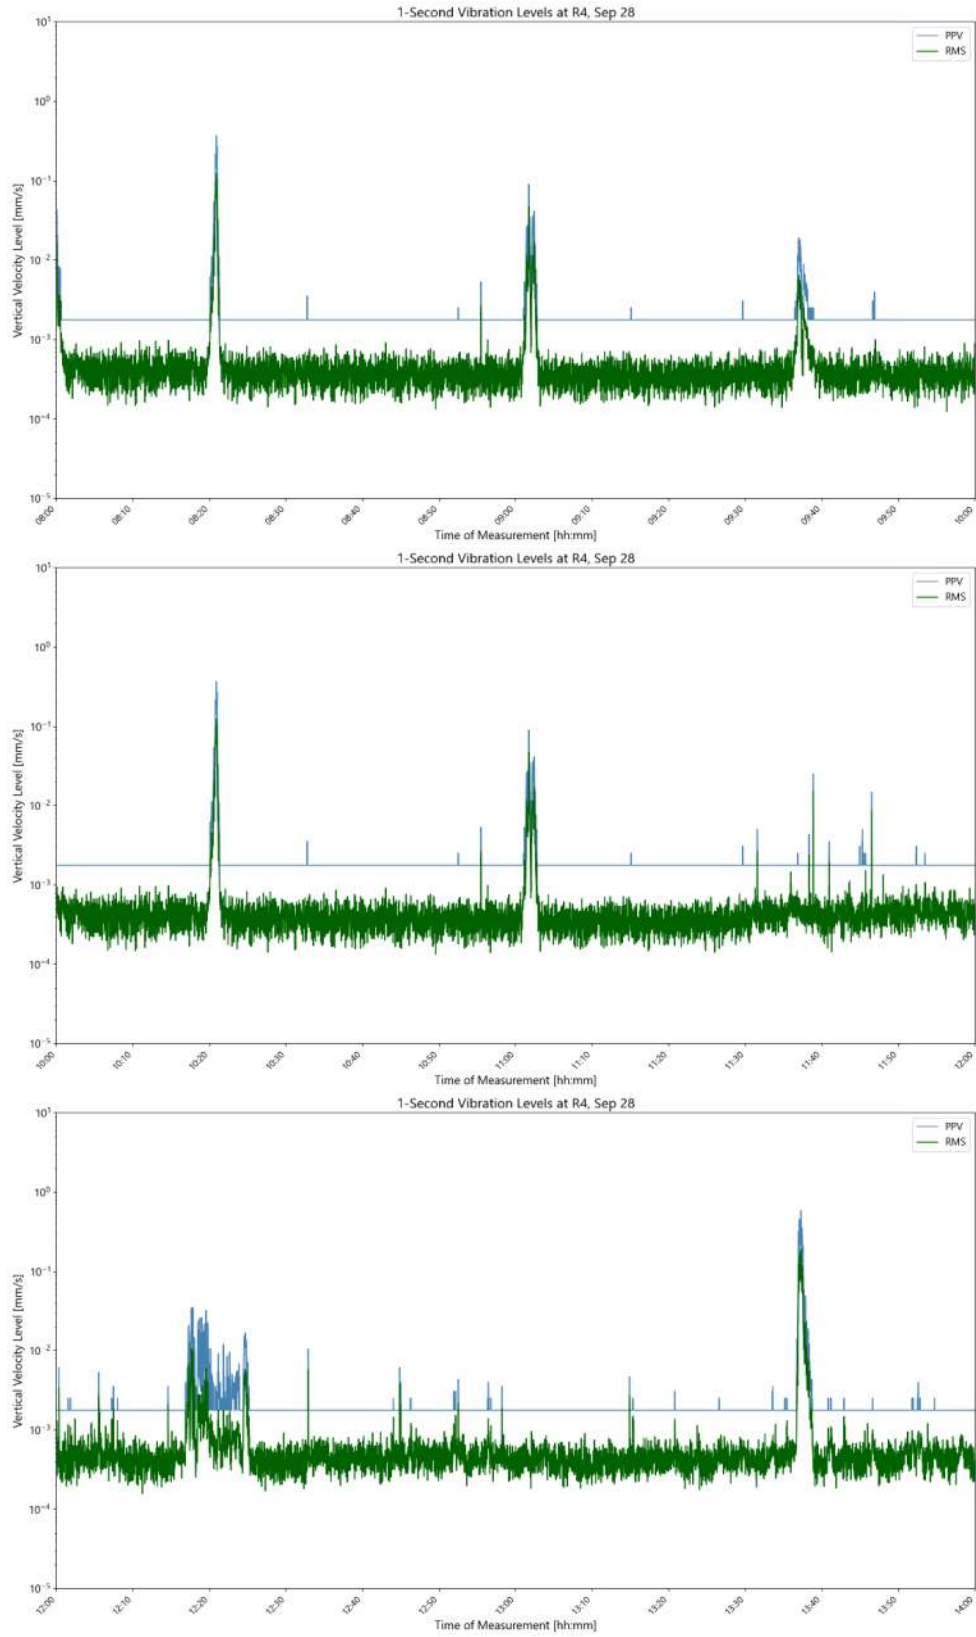 1-Second Vibration Levels at R4, Sep 28
PPV
RMS
10¹
10⁰
10⁻¹
10⁻²
10⁻³
10⁻⁴
10⁻⁵
Vertical Velocity Level [mm/s]
08:00 08:10 08:20 08:30 08:40 08:50 09:00 09:10 09:20 09:30 09:40 09:50 10:00
Time of Measurement [hh:mm]
1-Second Vibration Levels at R4, Sep 28
PPV
RMS
10¹
10⁰
10⁻¹
10⁻²
10⁻³
10⁻⁴
10⁻⁵
Vertical Velocity Level [mm/s]
10:00 10:10 10:20 10:30 10:40 10:50 11:00 11:10 11:20 11:30 11:40 11:50 12:00
Time of Measurement [hh:mm]
1-Second Vibration Levels at R4, Sep 28
PPV
RMS
10¹
10⁰
10⁻¹
10⁻²
10⁻³
10⁻⁴
10⁻⁵
Vertical Velocity Level [mm/s]
12:00 12:10 12:20 12:30 12:40 12:50 13:00 13:10 13:20 13:30 13:40 13:50 14:00
Time of Measurement [hh:mm]